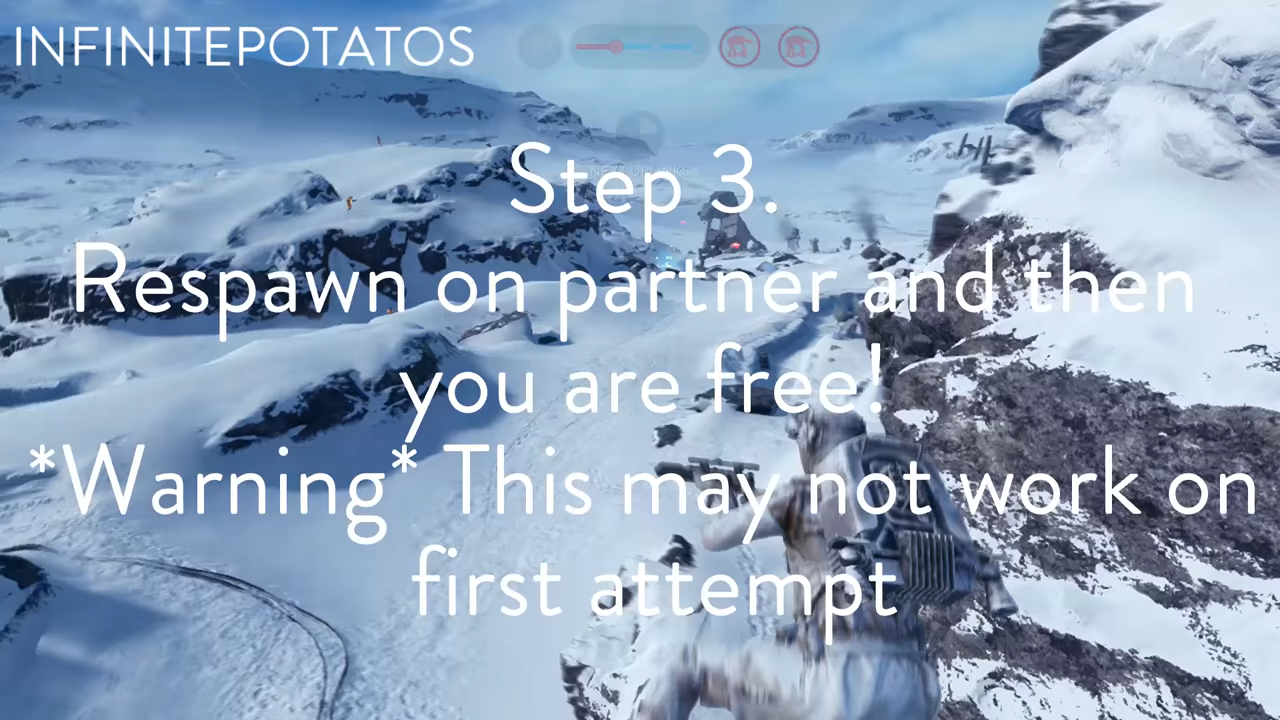 INFINITEPOTATOS
Step 3.
Respawn on partner and then
you are free!
*Warning* This may not work on
first attempt